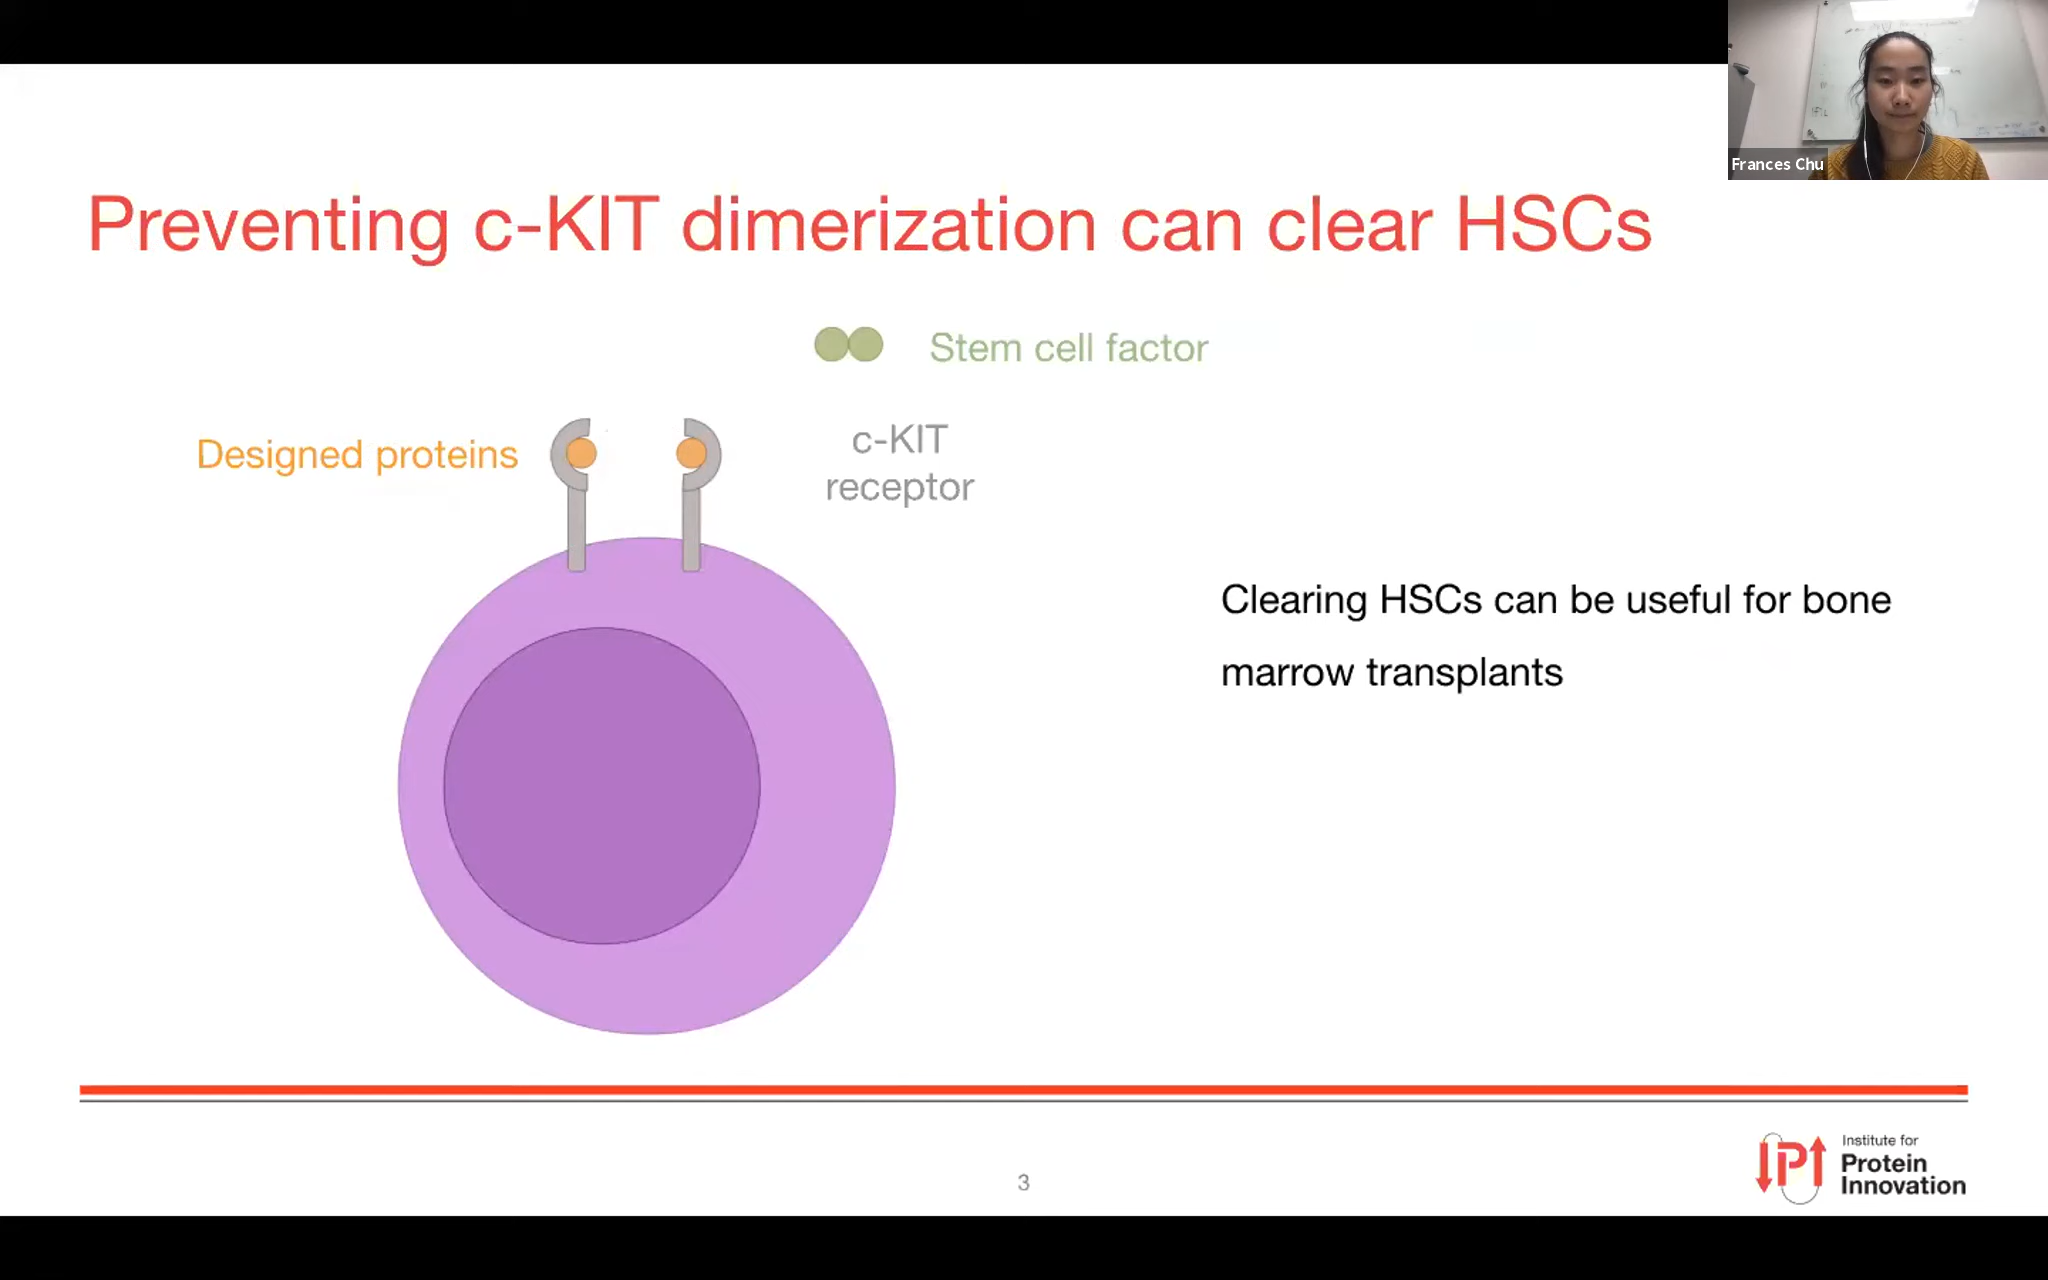 Frances Chu
Preventing c-KIT dimerization can clear HSCs
Stem cell factor
Designed proteins
c-KIT
receptor
Clearing HSCs can be useful for bone
marrow transplants
3
IPI
Institute for
Protein
Innovation